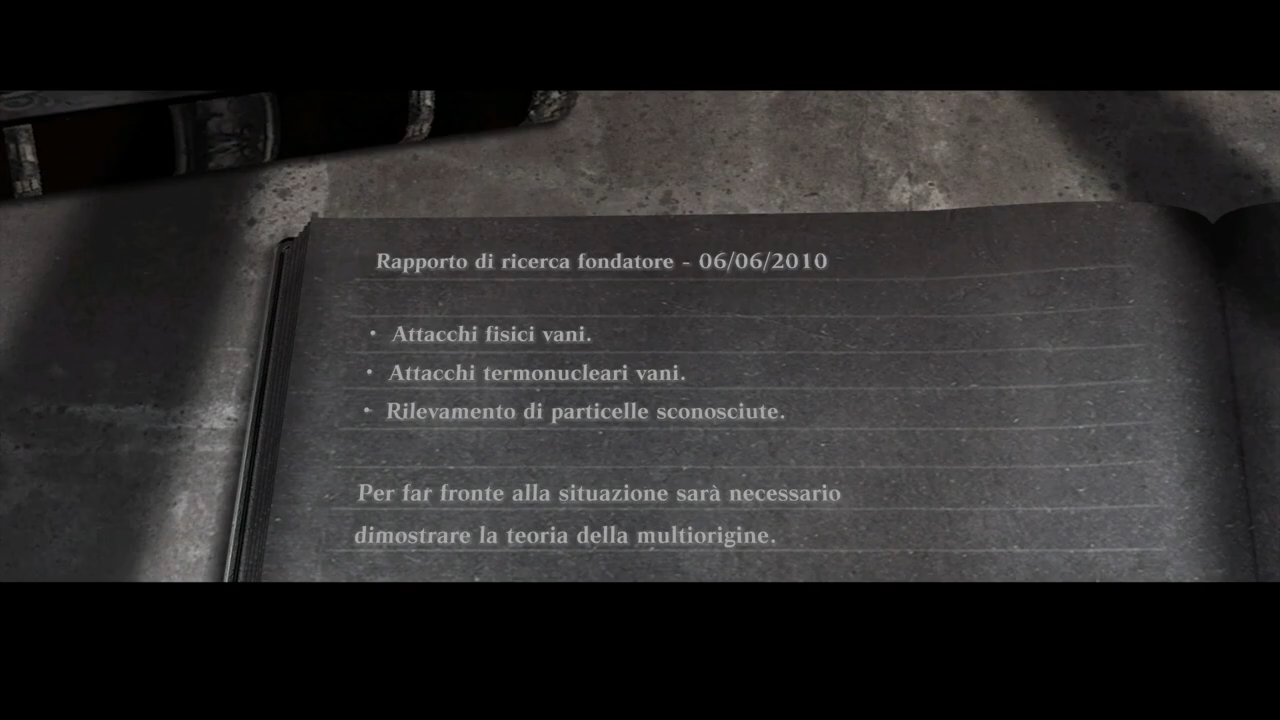 Rapporto di ricerca fondatore - 06/06/2010
• Attacchi fisici vani.
• Attacchi termonucleari vani.
• Rilevamento di particelle sconosciute.
Per far fronte alla situazione sarà necessario
dimostrare la teoria della multiorigine.